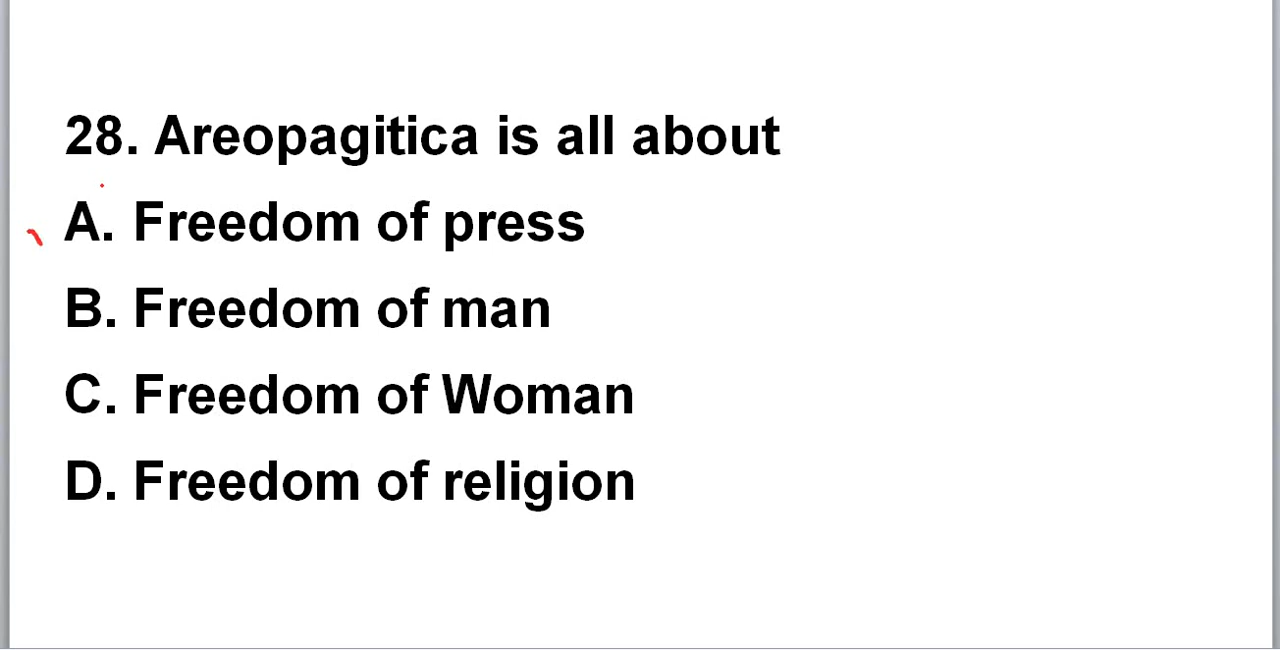 28. Areopagitica is all about
A. Freedom of press
B. Freedom of man
C. Freedom of Woman
D. Freedom of religion